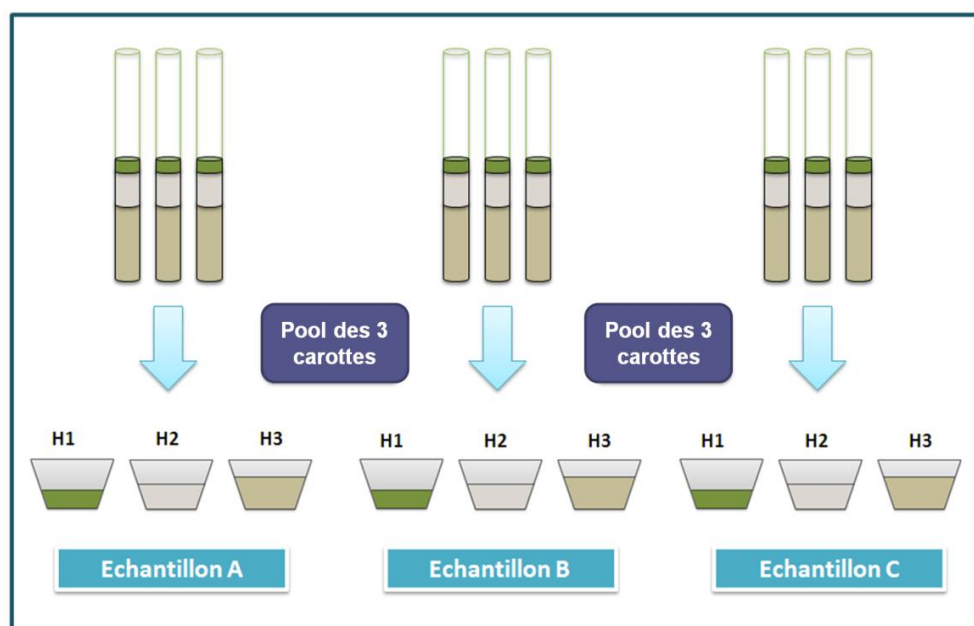 Pool des 3
carottes
Pool des 3
carottes
H1 H2 H3
H1 H2 H3
H1 H2 H3
Echantillon A
Echantillon B
Echantillon C